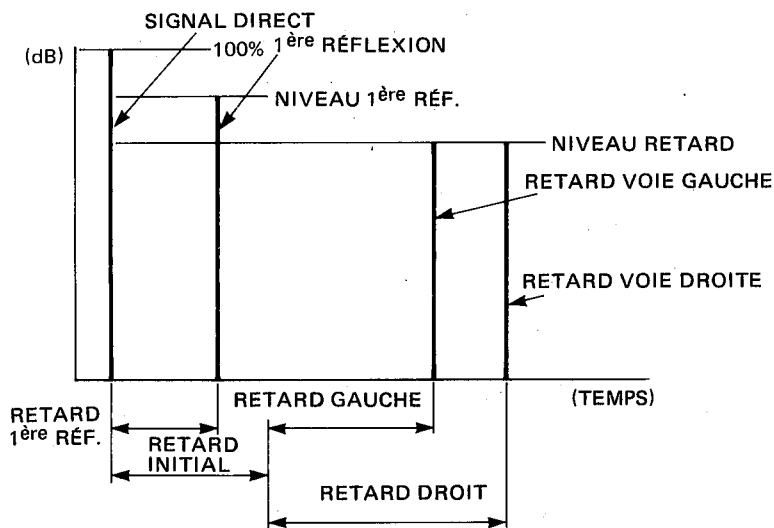 SIGNAL DIRECT
(dB)
100% 1ère RÉFLEXION
NIVEAU 1ère RÉF.
NIVEAU RETARD
RETARD VOIE GAUCHE
RETARD VOIE DROITE
(TEMPS)
RETARD GAUCHE
RETARD
1ère RÉF.
RETARD
INITIAL
RETARD DROIT